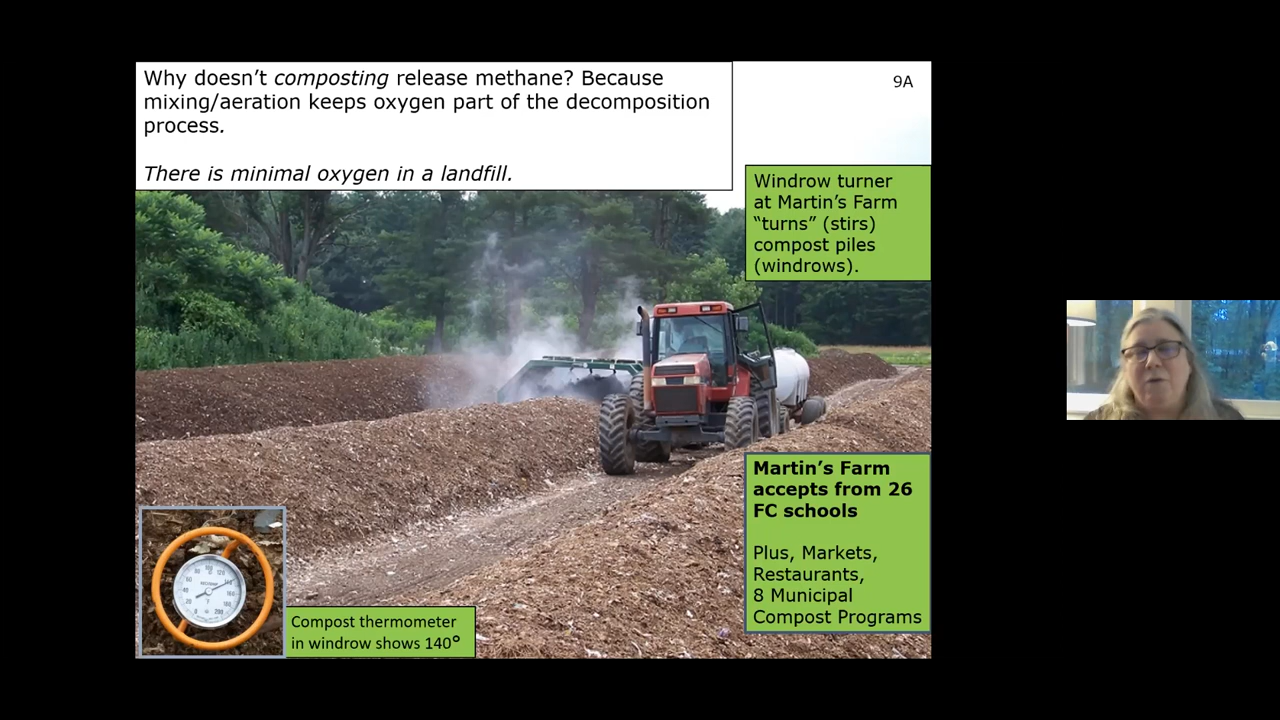 Why doesn’t composting release methane? Because
mixing/aeration keeps oxygen part of the decomposition
process.
There is minimal oxygen in a landfill.
9A
Windrow turner
at Martin’s Farm
“turns” (stirs)
compost piles
(windrows).
Martin’s Farm
accepts from 26
FC schools
Plus, Markets,
Restaurants,
8 Municipal
Compost Programs
Compost thermometer
in windrow shows 140°